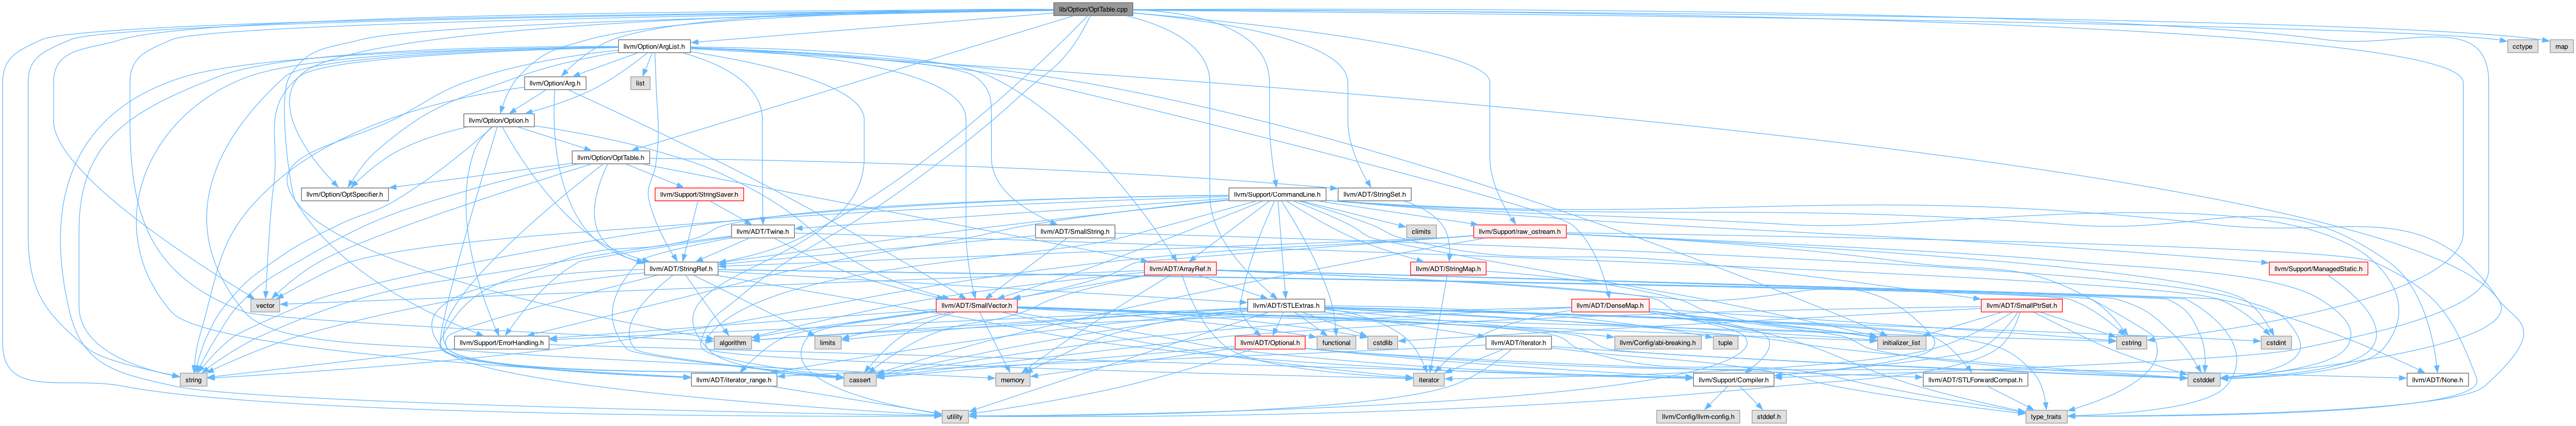 lib/Option/OptTable.cpp
llvm/Option/ArgList.h
cctype
map
llvm/Option/Arg.h
list
llvm/Option/Option.h
llvm/Option/OptTable.h
llvm/Option/OptSpecifier.h
llvm/Support/StringSaver.h
llvm/Support/CommandLine.h
llvm/ADT/StringSet.h
llvm/ADT/Twine.h
llvm/ADT/SmallString.h
climits
llvm/Support/raw_ostream.h
llvm/ADT/StringRef.h
llvm/ADT/ArrayRef.h
llvm/ADT/StringMap.h
llvm/Support/ManagedStatic.h
vector
llvm/ADT/SmallVector.h
llvm/ADT/STLExtras.h
llvm/ADT/DenseMap.h
llvm/ADT/SmallPtrSet.h
llvm/Support/ErrorHandling.h
algorithm
limits
llvm/ADT/Optional.h
functional
cstdlib
llvm/ADT/iterator.h
llvm/Config/abi-breaking.h
tuple
initializer_list
cstring
cstdint
string
llvm/ADT/iterator_range.h
cassert
memory
iterator
llvm/Support/Compiler.h
llvm/ADT/STLForwardCompat.h
cstddef
llvm/ADT/None.h
utility
llvm/Config/llvm-config.h
stddef.h
type_traits